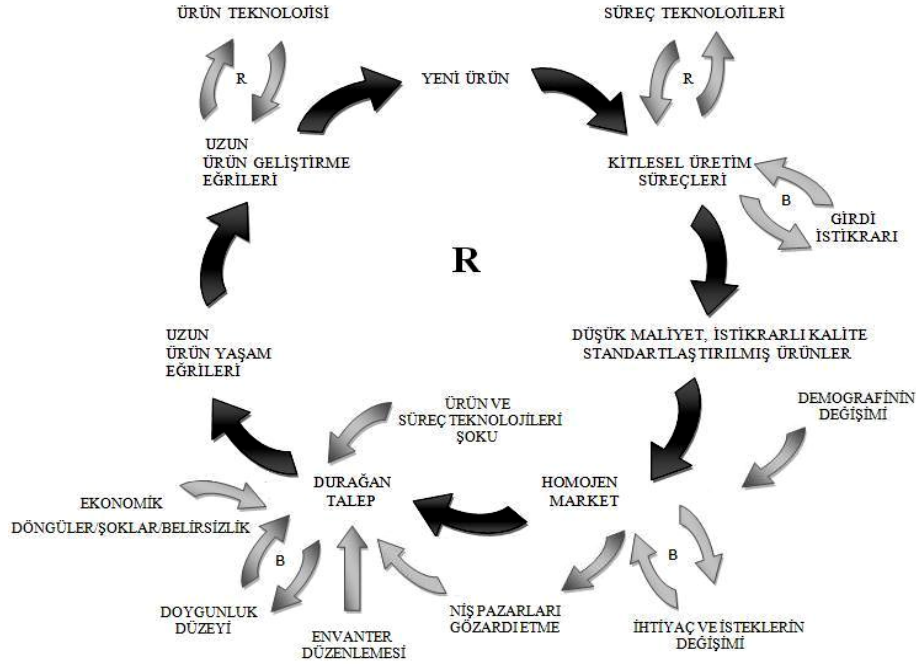 ÜRÜN TEKNOLOJİSİ
SÜREÇ TEKNOLOJİLERİ
R
R
YENİ ÜRÜN
UZUN
ÜRÜN GELİŞTİRME
EĞRİLERİ
KİTLESEL ÜRETİM
SÜREÇLERİ
B
GİRDİ
İSTİKRARI
R
UZUN
ÜRÜN YAŞAM
EĞRİLERİ
DÜŞÜK MALİYET, İSTİKRARLI KALİTE
STANDARTLAŞTIRILMIŞ ÜRÜNLER
ÜRÜN VE
SÜREÇ TEKNOLOJİLERİ
ŞOKU
DEMOGRAFİNİN
DEĞİŞİMİ
DURAĞAN
TALEP
HOMOJEN
MARKET
EKONOMİK
DÖNGÜLER/ŞOKLAR/BELİRSİZLİK
B
B
DOYGUNLUK
DÜZEYİ
ENVANTER
DÜZENLEMESİ
NİŞ PAZARLARI
GÖZARDI ETME
İHTİYAÇ VE İSTEKLERİN
DEĞİŞİMİ